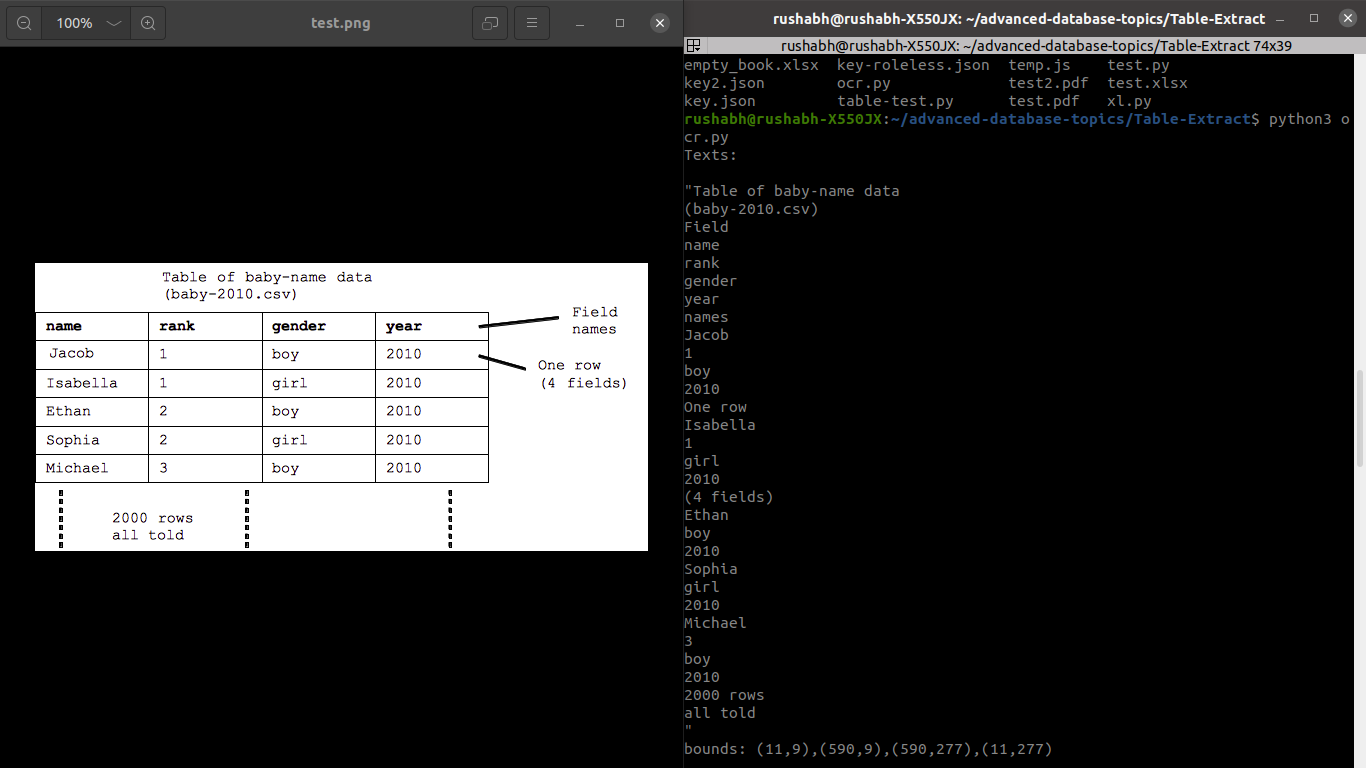 100%
test.png
Table of baby-name data
(baby-2010.csv)
name rank gender year
Field
names
Jacob 1 boy 2010
One row
(4 fields)
Isabella 1 girl 2010
Ethan 2 boy 2010
Sophia 2 girl 2010
Michael 3 boy 2010
2000 rows
all told
rushabh@rushabh-X550JX: ~/advanced-database-topics/Table-Extract
rushabh@rushabh-X550JX: ~/advanced-database-topics/Table-Extract 74x39
empty_book.xlsx key-roleless.json temp.js test.py
key2.json ocr.py test2.pdf test.xlsx
key.json table-test.py test.pdf xl.py
rushabh@rushabh-X550JX:~/advanced-database-topics/Table-Extract$ python3 o
cr.py
Texts:
"Table of baby-name data
(baby-2010.csv)
Field
name
rank
gender
year
names
Jacob
1
boy
2010
One row
Isabella
1
girl
2010
(4 fields)
Ethan
boy
2010
Sophia
girl
2010
Michael
3
boy
2010
2000 rows
all told
"
bounds: (11,9),(590,9),(590,277),(11,277)